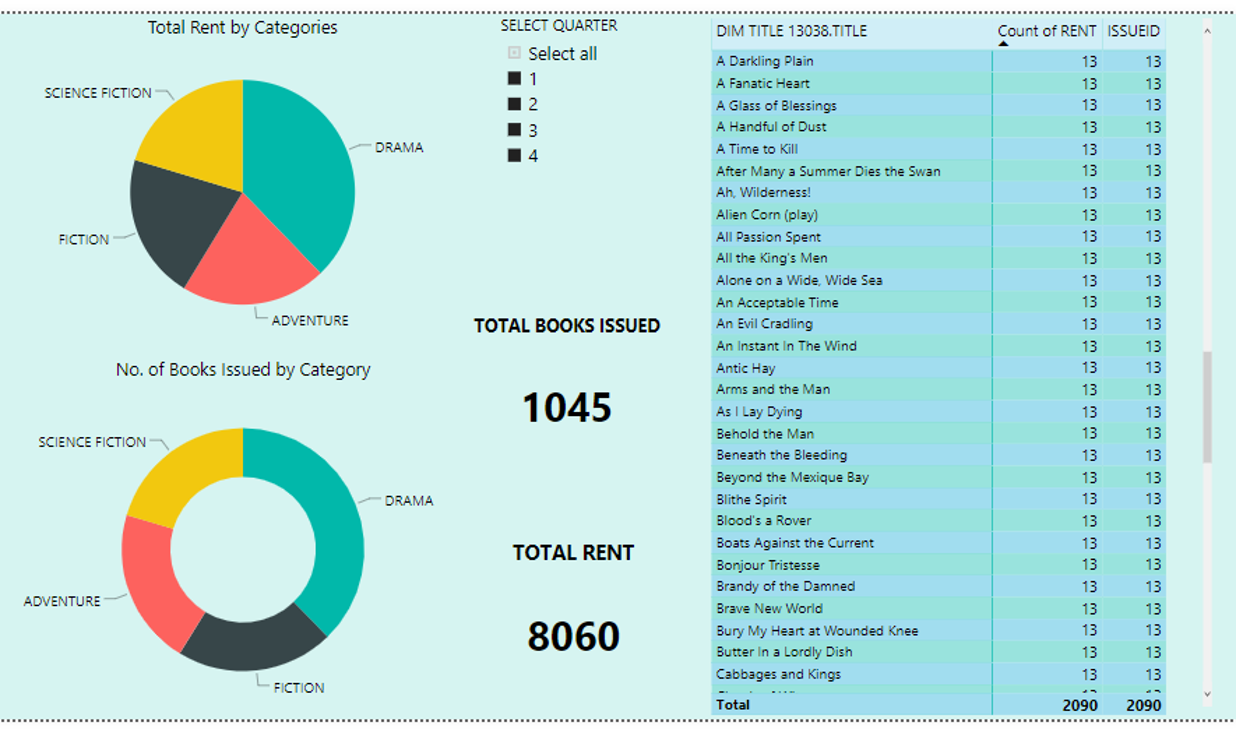 Total Rent by Categories
SCIENCE FICTION
DRAMA
FICTION
ADVENTURE
No. of Books Issued by Category
SCIENCE FICTION
DRAMA
ADVENTURE
FICTION
SELECT QUARTER
Select all
1
2
3
4
TOTAL BOOKS ISSUED
1045
TOTAL RENT
8060
DIM TITLE 13038.TITLE Count of RENT ISSUEID
A Darkling Plain 13 13
A Fanatic Heart 13 13
A Glass of Blessings 13 13
A Handful of Dust 13 13
A Time to Kill 13 13
After Many a Summer Dies the Swan 13 13
Ah, Wilderness! 13 13
Alien Corn (play) 13 13
All Passion Spent 13 13
All the King's Men 13 13
Alone on a Wide, Wide Sea 13 13
An Acceptable Time 13 13
An Evil Cradling 13 13
An Instant In The Wind 13 13
Antic Hay 13 13
Arms and the Man 13 13
As I Lay Dying 13 13
Behold the Man 13 13
Beneath the Bleeding 13 13
Beyond the Mexique Bay 13 13
Blithe Spirit 13 13
Blood's a Rover 13 13
Boats Against the Current 13 13
Bonjour Tristesse 13 13
Brandy of the Damned 13 13
Brave New World 13 13
Bury My Heart at Wounded Knee 13 13
Butter In a Lordly Dish 13 13
Cabbages and Kings 13 13
Total 2090 2090